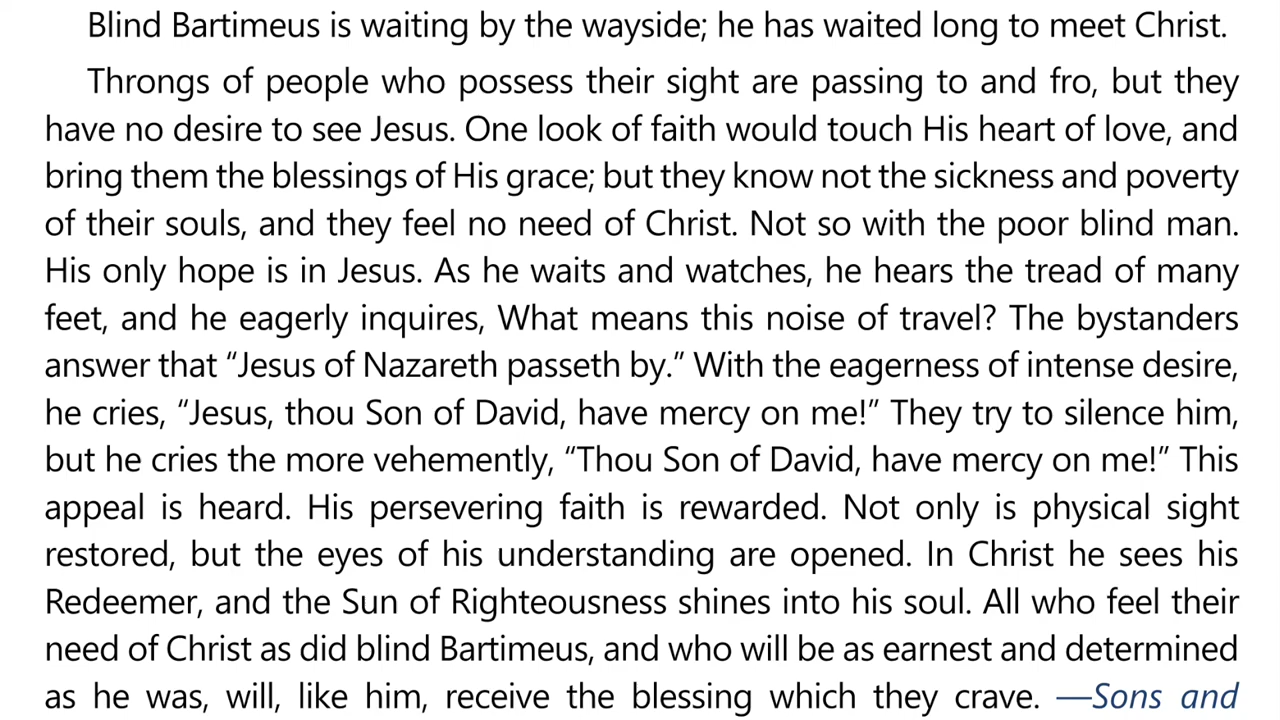 Blind Bartimeus is waiting by the wayside; he has waited long to meet Christ.
Throngs of people who possess their sight are passing to and fro, but they
have no desire to see Jesus. One look of faith would touch His heart of love, and
bring them the blessings of His grace; but they know not the sickness and poverty
of their souls, and they feel no need of Christ. Not so with the poor blind man.
His only hope is in Jesus. As he waits and watches, he hears the tread of many
feet, and he eagerly inquires, What means this noise of travel? The bystanders
answer that “Jesus of Nazareth passeth by.” With the eagerness of intense desire,
he cries, “Jesus, thou Son of David, have mercy on me!” They try to silence him,
but he cries the more vehemently, “Thou Son of David, have mercy on me!” This
appeal is heard. His persevering faith is rewarded. Not only is physical sight
restored, but the eyes of his understanding are opened. In Christ he sees his
Redeemer, and the Sun of Righteousness shines into his soul. All who feel their
need of Christ as did blind Bartimeus, and who will be as earnest and determined
as he was, will, like him, receive the blessing which they crave. —Sons and